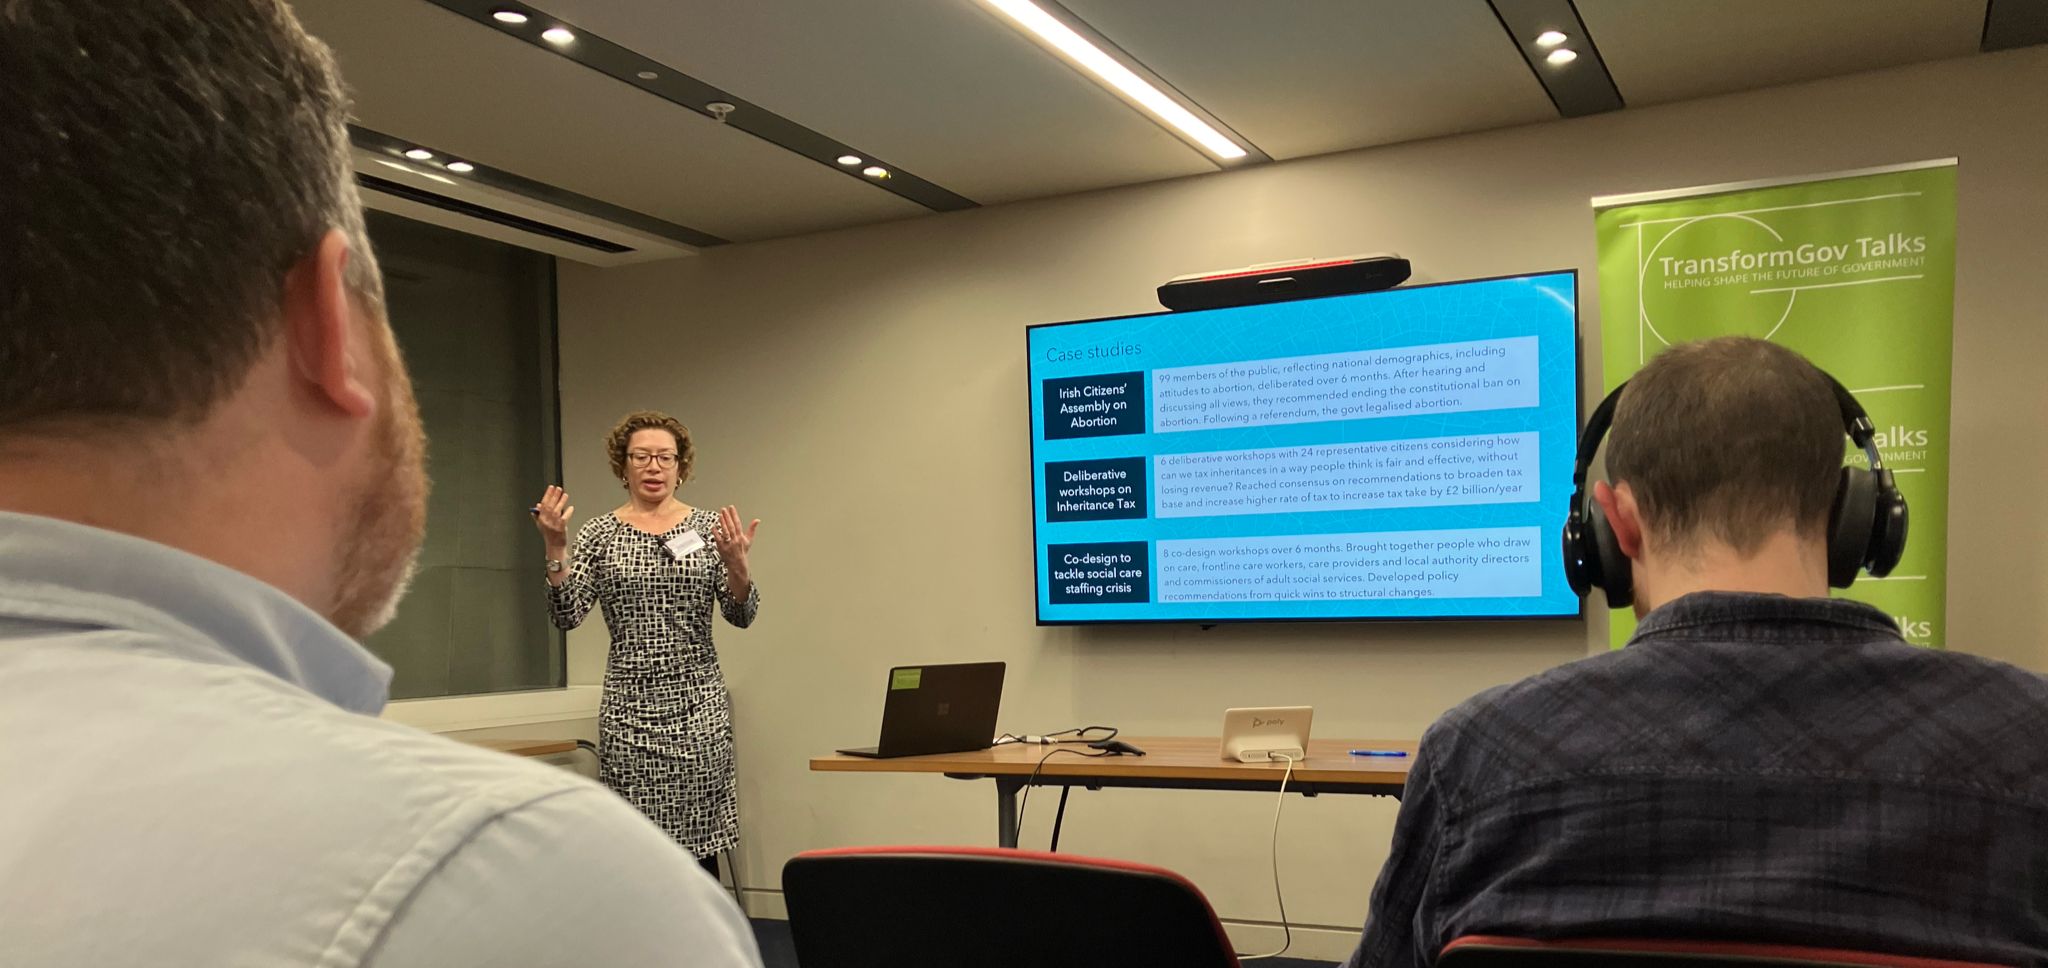 Case studies
Irish Citizens'
Assembly on
Abortion
99 members of the public, reflecting national demographics, including
attitudes to abortion, deliberated over 6 months. After hearing and
discussing all views, they recommended ending the constitutional ban on
abortion. Following a referendum, the govt legalised abortion.
Deliberative
workshops on
Inheritance Tax
6 deliberative workshops with 24 representative citizens considering how
can we tax inheritances in a way people think is fair and effective, without
losing revenue? Reached consensus on recommendations to broaden tax
base and increase higher rate of tax to increase tax take by £2 billion/year
Co-design to
tackle social care
staffing crisis
8 co-design workshops over 6 months. Brought together people who draw
on care, frontline care workers, care providers and local authority directors
and commissioners of adult social services. Developed policy
recommendations from quick wins to structural changes.
TransformGov Talks
HELPING SHAPE THE FUTURE OF GOVERNMENT
alks
GOVERNMENT
lks
poly